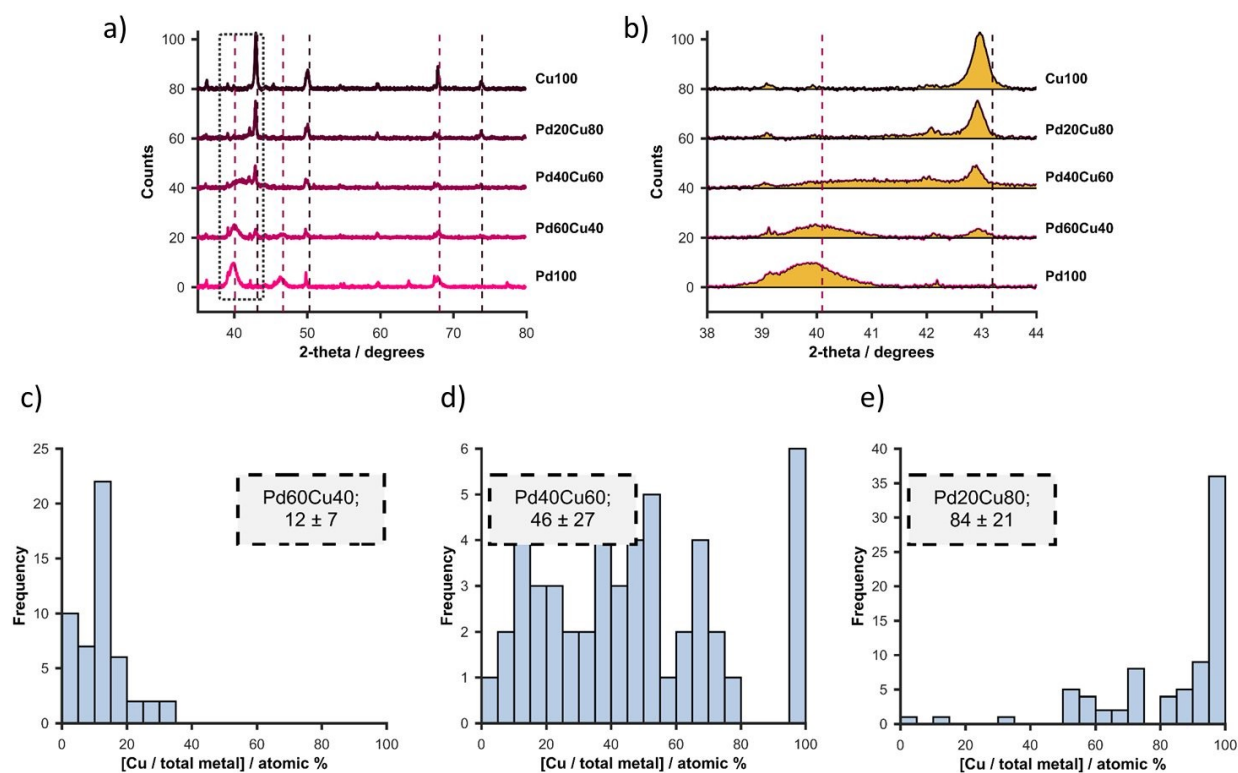 a)
100
80
60
40
20
0
Counts
Cu100
Pd20Cu80
Pd40Cu60
Pd60Cu40
Pd100
40
50
60
70
80
2-theta / degrees
b)
100
80
60
40
20
0
Counts
Cu100
Pd20Cu80
Pd40Cu60
Pd60Cu40
Pd100
38
39
40
41
42
43
44
2-theta / degrees
c)
25
20
15
10
5
0
Frequency
Pd60Cu40;
12 ± 7
0
20
40
60
80
100
[Cu / total metal] / atomic %
d)
6
5
4
3
2
1
0
Frequency
Pd40Cu60;
46 ± 27
0
20
40
60
80
100
[Cu / total metal] / atomic %
e)
40
35
30
25
20
15
10
5
0
Frequency
Pd20Cu80;
84 ± 21
0
20
40
60
80
100
[Cu / total metal] / atomic %